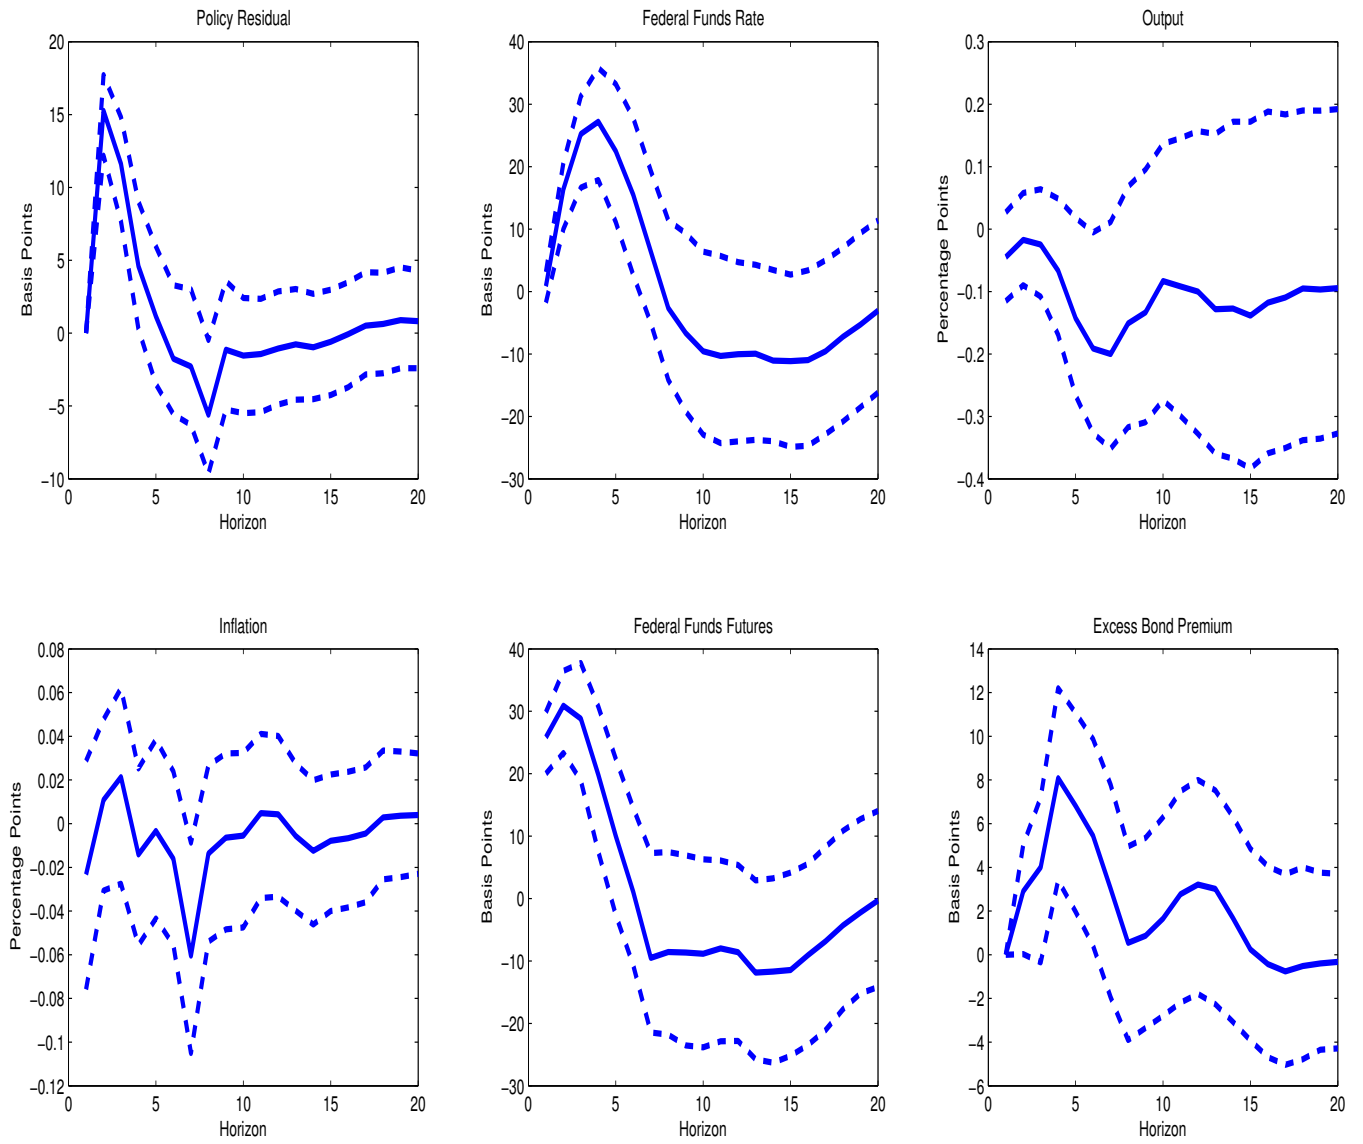 Policy Residual
20
15
10
5
0
−5
−10
0 5 10 15 20
Basis Points
Horizon
Federal Funds Rate
40
30
20
10
0
−10
−20
−30
0 5 10 15 20
Basis Points
Horizon
Output
0.3
0.2
0.1
0
−0.1
−0.2
−0.3
−0.4
0 5 10 15 20
Percentage Points
Horizon
Inflation
0.08
0.06
0.04
0.02
0
−0.02
−0.04
−0.06
−0.08
−0.1
−0.12
0 5 10 15 20
Percentage Points
Horizon
Federal Funds Futures
40
30
20
10
0
−10
−20
−30
0 5 10 15 20
Basis Points
Horizon
Excess Bond Premium
14
12
10
8
6
4
2
0
−2
−4
−6
0 5 10 15 20
Basis Points
Horizon